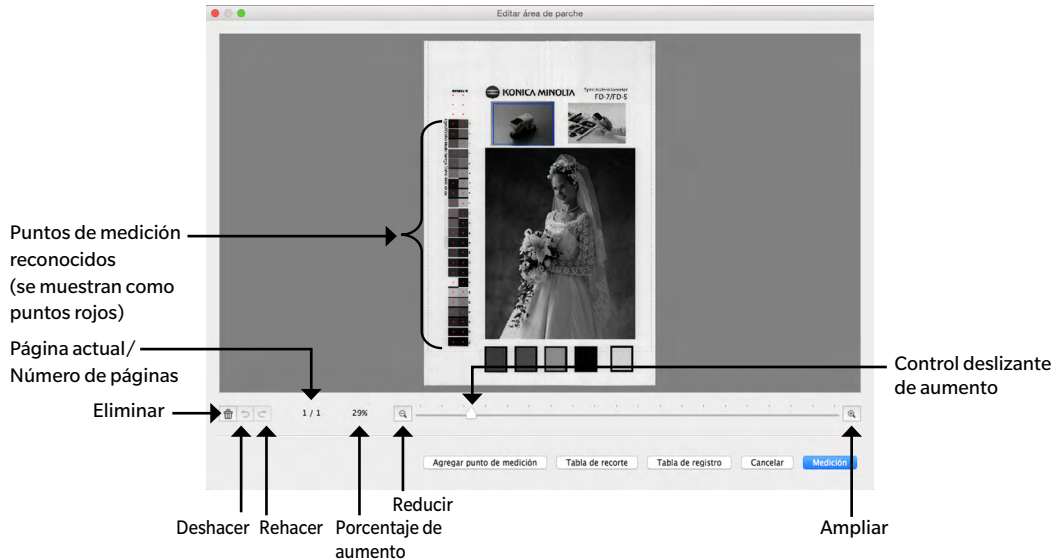 Editar área de parche
KONICA MINOLTA
Spectrodensitometer
FD-7/FD-5
Puntos de medición
reconocidos
(se muestran como
puntos rojos)
Página actual/
Número de páginas
Control deslizante
de aumento
Eliminar
1 / 1
29%
Agregar punto de medición
Tabla de recorte
Tabla de registro
Cancelar
Medición
Reducir
Deshacer
Rehacer
Porcentaje de
aumento
Ampliar